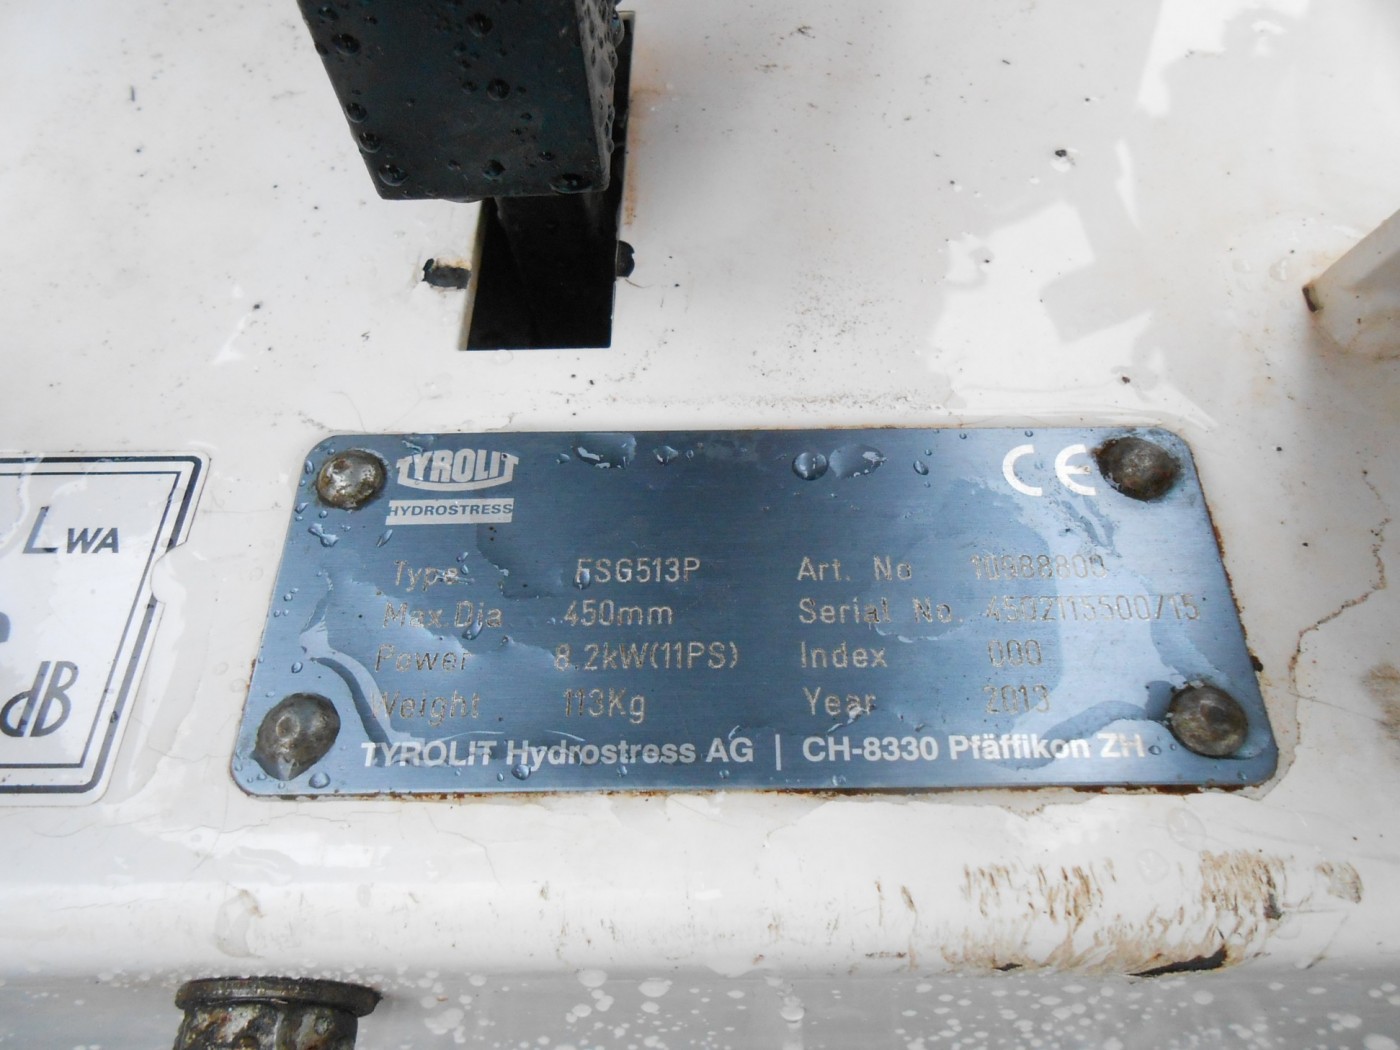 TYROLIT
HYDROSTRESS
CE
Type FSG513P Art. No 10988800
Max.Dia 450mm Serial No. 4502115500/15
Power 8.2kW(11PS) Index 000
Weight 113Kg Year 2013
TYROLIT Hydrostress AG | CH-8330 Pfäffikon ZH
LWA
dB